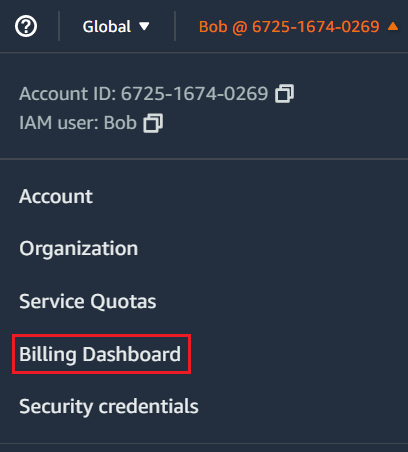 Global Bob @ 6725-1674-0269
Account ID: 6725-1674-0269
IAM user: Bob
Account
Organization
Service Quotas
Billing Dashboard
Security credentials